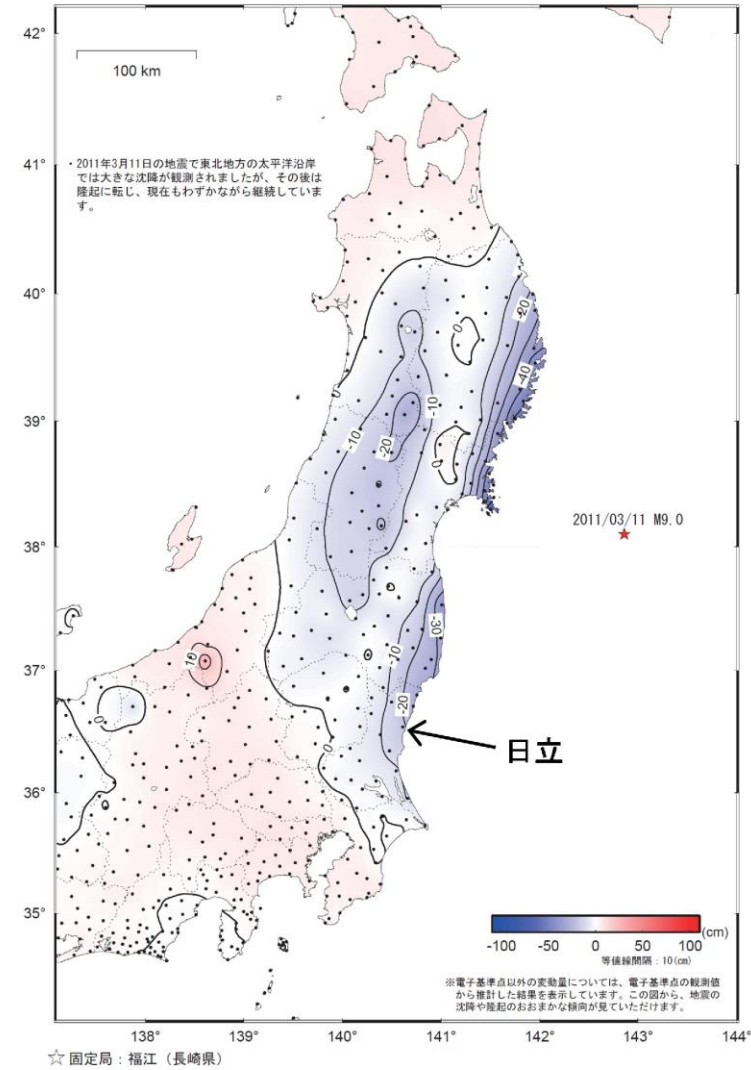 42°
100 km
・2011年3月11日の地震で東北地方の太平洋沿岸
では大きな沈降が観測されましたが、その後は
隆起に転じ、現在もわずかながら継続していま
す。
41°
40°
-20
0
-40
39°
0
-10
-10
-20
0
2011/03/11 M9.0
38°
-30
10
37°
-10
0
-20
0
日立
36°
35°
-100 -50 0 50 100 (cm)
等値線間隔：10(cm)
※電子基準点以外の変動量については、電子基準点の観測値
から推計した結果を表示しています。この図から、地震の
沈降や隆起のおおまかな傾向が見ていただけます。
138° 139° 140° 141° 142° 143° 144°
☆ 固定局：福江（長崎県）